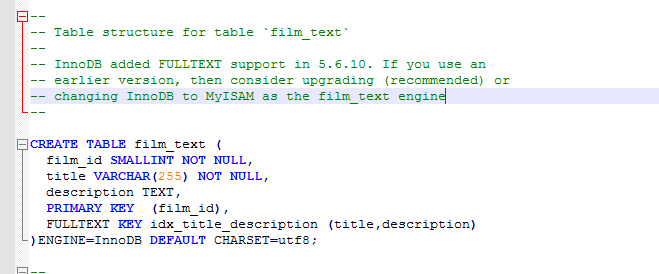 --
-- Table structure for table `film_text`
--
-- InnoDB added FULLTEXT support in 5.6.10. If you use an
-- earlier version, then consider upgrading (recommended) or
-- changing InnoDB to MyISAM as the film_text engine
--
CREATE TABLE film_text (
  film_id SMALLINT NOT NULL,
  title VARCHAR(255) NOT NULL,
  description TEXT,
  PRIMARY KEY  (film_id),
  FULLTEXT KEY idx_title_description (title,description)
)ENGINE=InnoDB DEFAULT CHARSET=utf8;
--